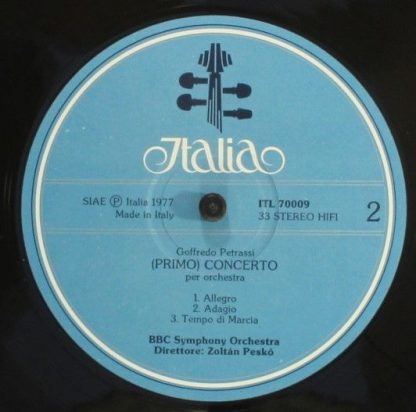 Italia
SIAE Ⓟ Italia 1977
Made in Italy
ITL 70009
33 STEREO HIFI
2
Goffredo Petrassi
(PRIMO) CONCERTO
per orchestra
1. Allegro
2. Adagio
3. Tempo di Marcia
BBC Symphony Orchestra
Direttore: Zoltán Peskó